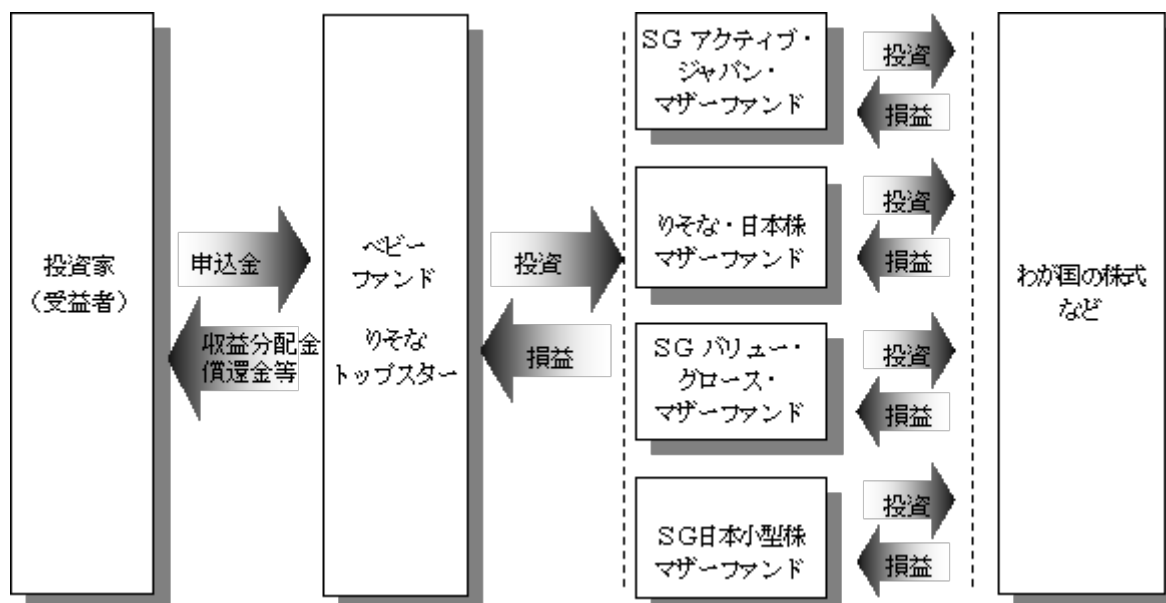 投資家
（受益者）
申込金
収益分配金
償還金等
ベビー
ファンド
りそな
トップスター
投資
損益
ＳＧ アクティブ・
ジャパン・
マザーファンド
投資
損益
りそな・日本株
マザーファンド
投資
損益
ＳＧ バリュー・
グロース・
マザーファンド
投資
損益
ＳＧ日本小型株
マザーファンド
投資
損益
わが国の株式
など